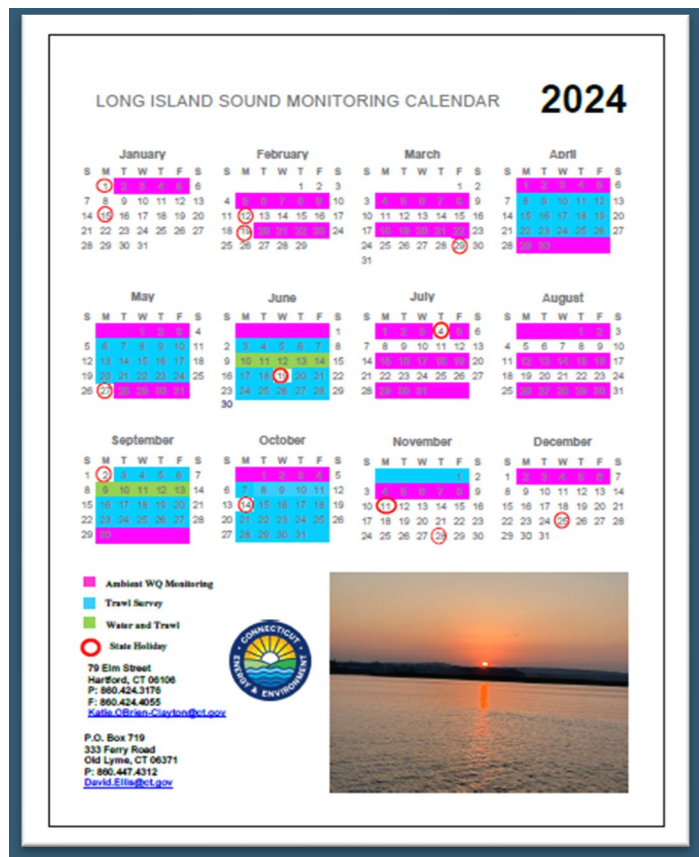 LONG ISLAND SOUND MONITORING CALENDAR 2024
January
S M T W T F S
1 2 3 4 5 6
7 8 9 10 11 12 13
14 15 16 17 18 19 20
21 22 23 24 25 26 27
28 29 30 31
February
S M T W T F S
1 2 3
4 5 6 7 8 9 10
11 12 13 14 15 16 17
18 19 20 21 22 23 24
25 26 27 28 29
March
S M T W T F S
1 2
3 4 5 6 7 8 9
10 11 12 13 14 15 16
17 18 19 20 21 22 23
24 25 26 27 28 29 30
31
April
S M T W T F S
1 2 3 4 5 6
7 8 9 10 11 12 13
14 15 16 17 18 19 20
21 22 23 24 25 26 27
28 29 30
May
S M T W T F S
1 2 3 4
5 6 7 8 9 10 11
12 13 14 15 16 17 18
19 20 21 22 23 24 25
26 27 28 29 30 31
June
S M T W T F S
1
2 3 4 5 6 7 8
9 10 11 12 13 14 15
16 17 18 19 20 21 22
23 24 25 26 27 28 29
30
July
S M T W T F S
1 2 3 4 5 6
7 8 9 10 11 12 13
14 15 16 17 18 19 20
21 22 23 24 25 26 27
28 29 30 31
August
S M T W T F S
1 2 3
4 5 6 7 8 9 10
11 12 13 14 15 16 17
18 19 20 21 22 23 24
25 26 27 28 29 30 31
September
S M T W T F S
1 2 3 4 5 6 7
8 9 10 11 12 13 14
15 16 17 18 19 20 21
22 23 24 25 26 27 28
29 30
October
S M T W T F S
1 2 3 4 5
6 7 8 9 10 11 12
13 14 15 16 17 18 19
20 21 22 23 24 25 26
27 28 29 30 31
November
S M T W T F S
1 2
3 4 5 6 7 8 9
10 11 12 13 14 15 16
17 18 19 20 21 22 23
24 25 26 27 28 29 30
December
S M T W T F S
1 2 3 4 5 6 7
8 9 10 11 12 13 14
15 16 17 18 19 20 21
22 23 24 25 26 27 28
29 30 31
Ambient WQ Monitoring
Trawl Survey
Water and Trawl
State Holiday
79 Elm Street
Hartford, CT 06106
P: 860.424.3176
F: 860.424.4055
Katie.OBrien-Clayton@ct.gov
P.O. Box 719
333 Ferry Road
Old Lyme, CT 06371
P: 860.447.4312
David.Ellis@ct.gov
CONNECTICUT
ENERGY & ENVIRONMENT